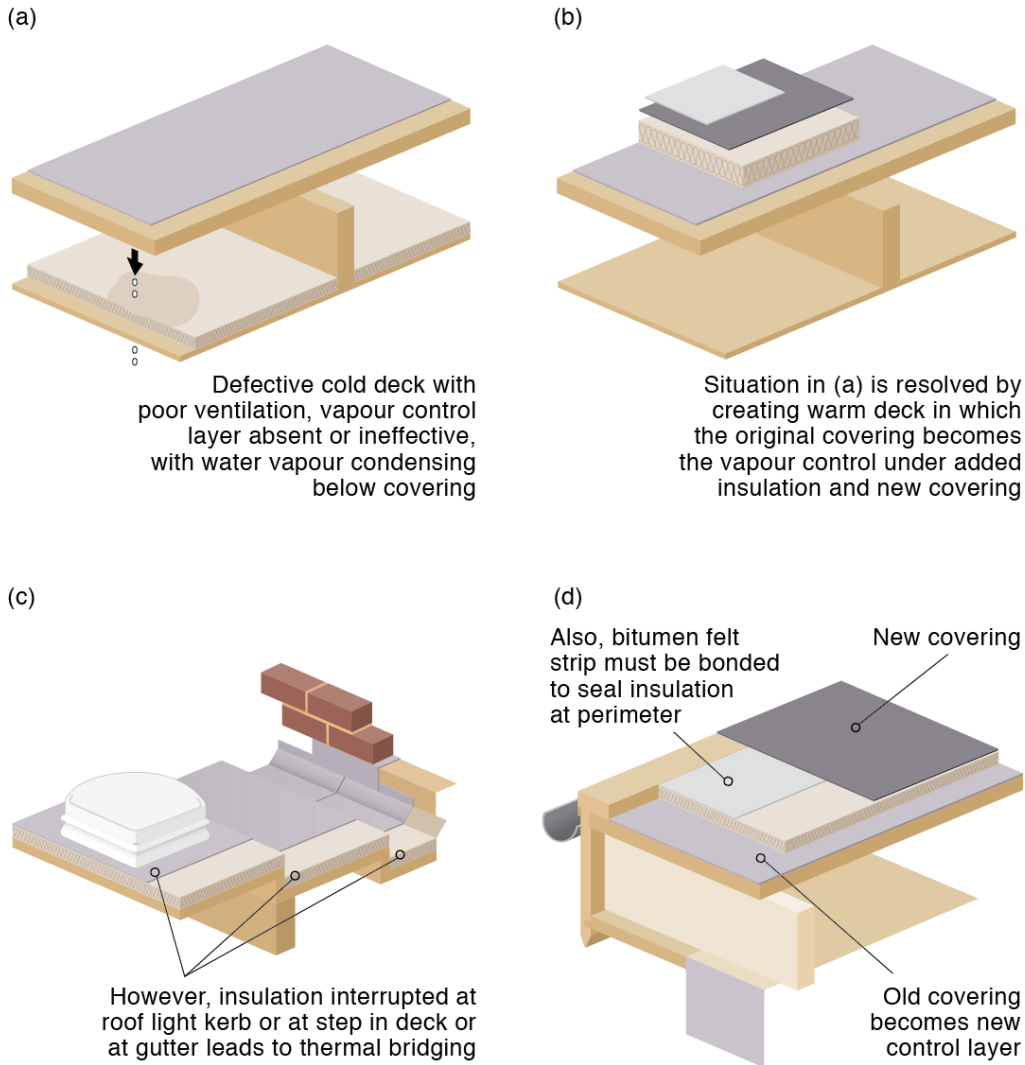 (a)
Defective cold deck with
poor ventilation, vapour control
layer absent or ineffective,
with water vapour condensing
below covering
(b)
Situation in (a) is resolved by
creating warm deck in which
the original covering becomes
the vapour control under added
insulation and new covering
(c)
However, insulation interrupted at
roof light kerb or at step in deck or
at gutter leads to thermal bridging
(d)
Also, bitumen felt
strip must be bonded
to seal insulation
at perimeter
New covering
Old covering
becomes new
control layer